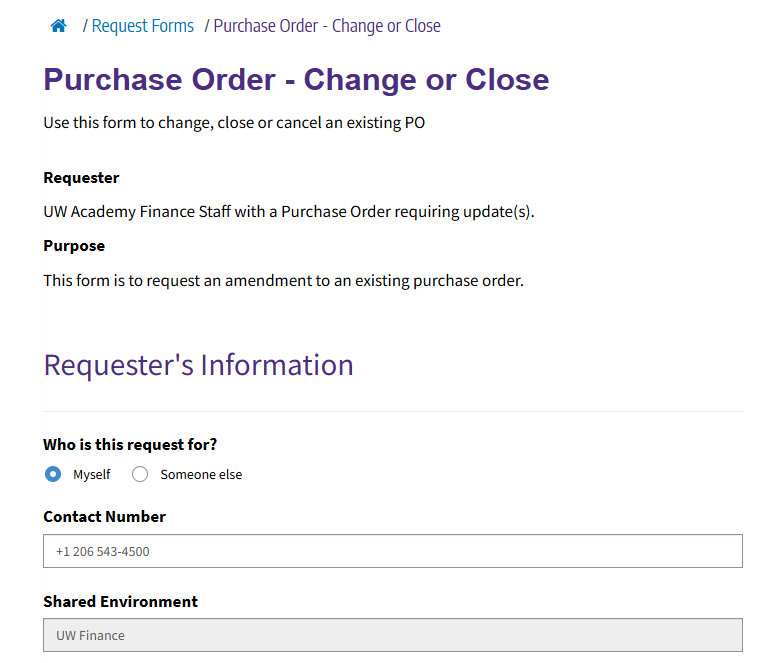 / Request Forms / Purchase Order - Change or Close
Purchase Order - Change or Close
Use this form to change, close or cancel an existing PO
Requester
UW Academy Finance Staff with a Purchase Order requiring update(s).
Purpose
This form is to request an amendment to an existing purchase order.
Requester's Information
Who is this request for?
Myself Someone else
Contact Number
+1 206 543-4500
Shared Environment
UW Finance